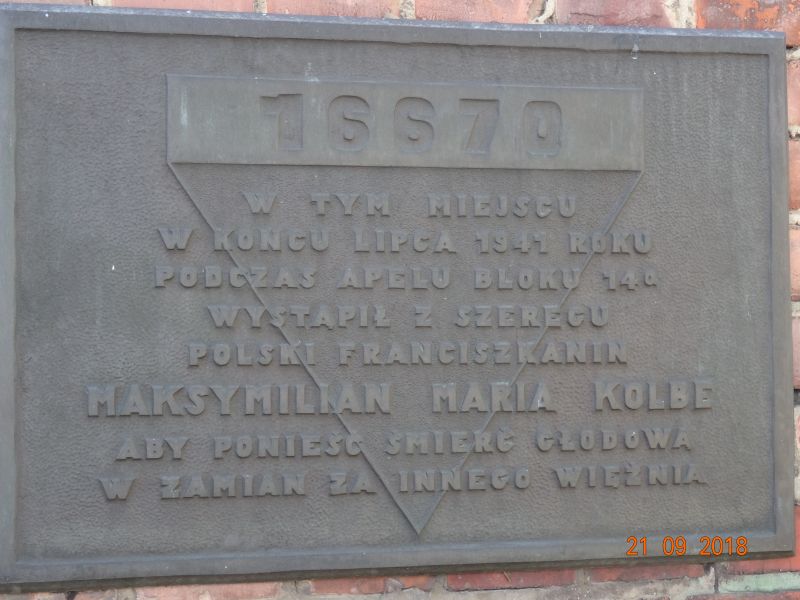 16670
W TYM MIEJSCU
W KOŃCU LIPCA 1941 ROKU
PODCZAS APELU BLOKU 14a
WYSTĄPIŁ Z SZEREGU
POLSKI FRANCISZKANIN
MAKSYMILIAN MARIA KOLBE
ABY PONIEŚĆ ŚMIERĆ GŁODOWĄ
W ZAMIAN ZA INNEGO WIĘŹNIA
21 09 2018